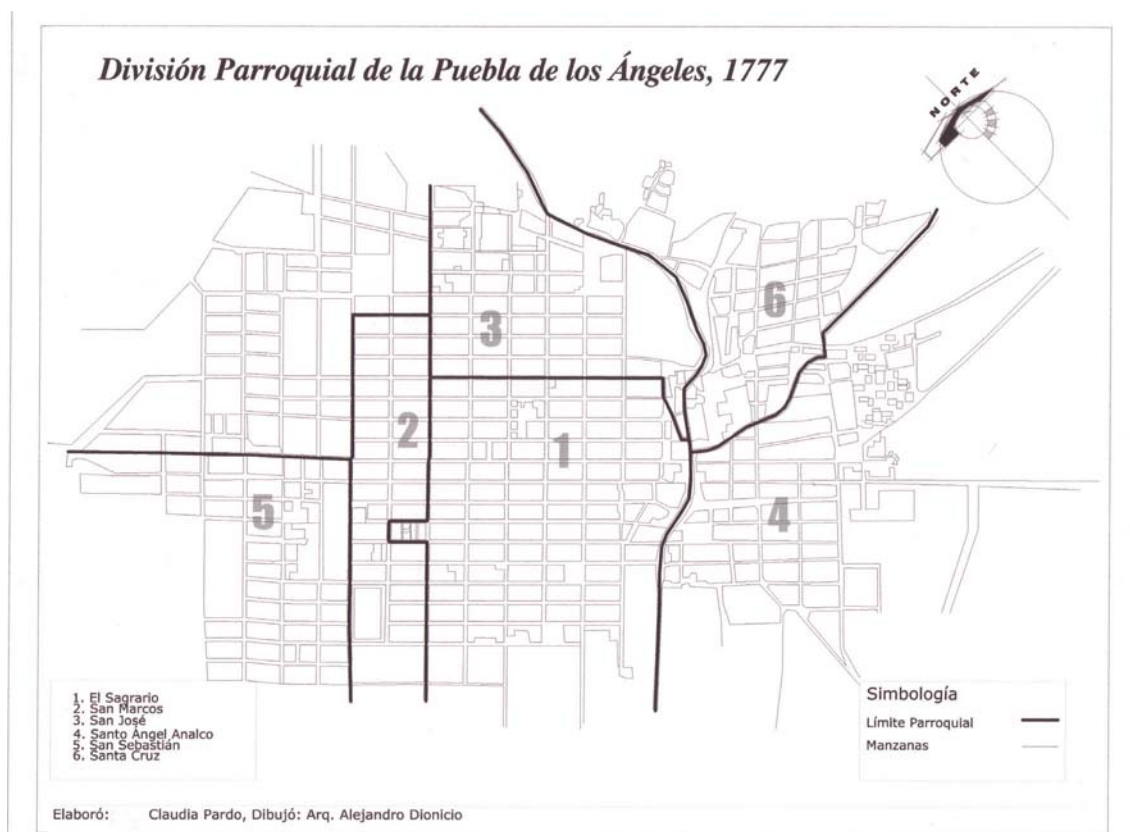 División Parroquial de la Puebla de los Ángeles, 1777
NORTE
6
3
2
1
5
4
1. El Sagrario
2. San Marcos
3. San José
4. Santo Ángel Analco
5. San Sebastián
6. Santa Cruz
Simbología
Límite Parroquial
Manzanas
Elaboró: Claudia Pardo, Dibujó: Arq. Alejandro Dionicio